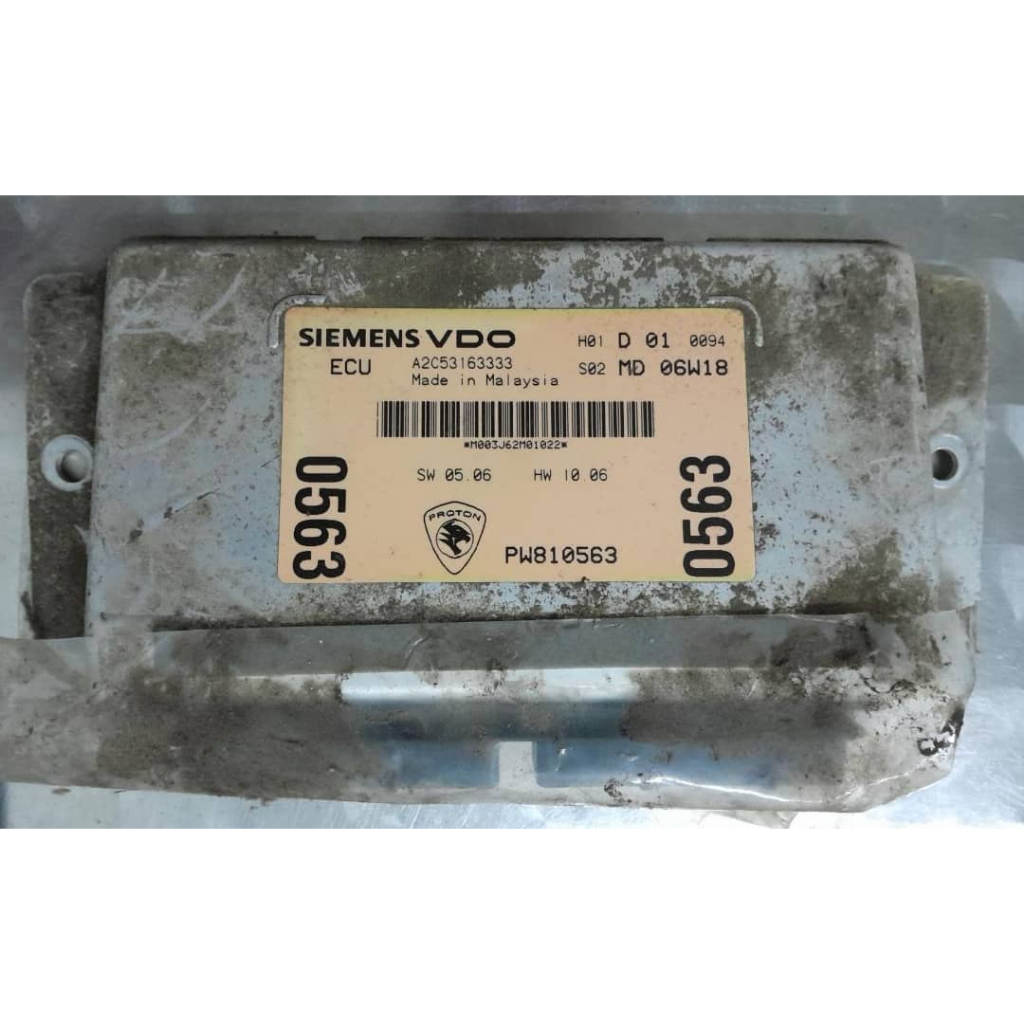 SIEMENS VDO H01 D 01 0094
ECU A2C53163333 S02 MD 06W18
Made in Malaysia
*M003J62M01022*
SW 05.06 HW 10.06
0563
0563
PROTON
PW810563